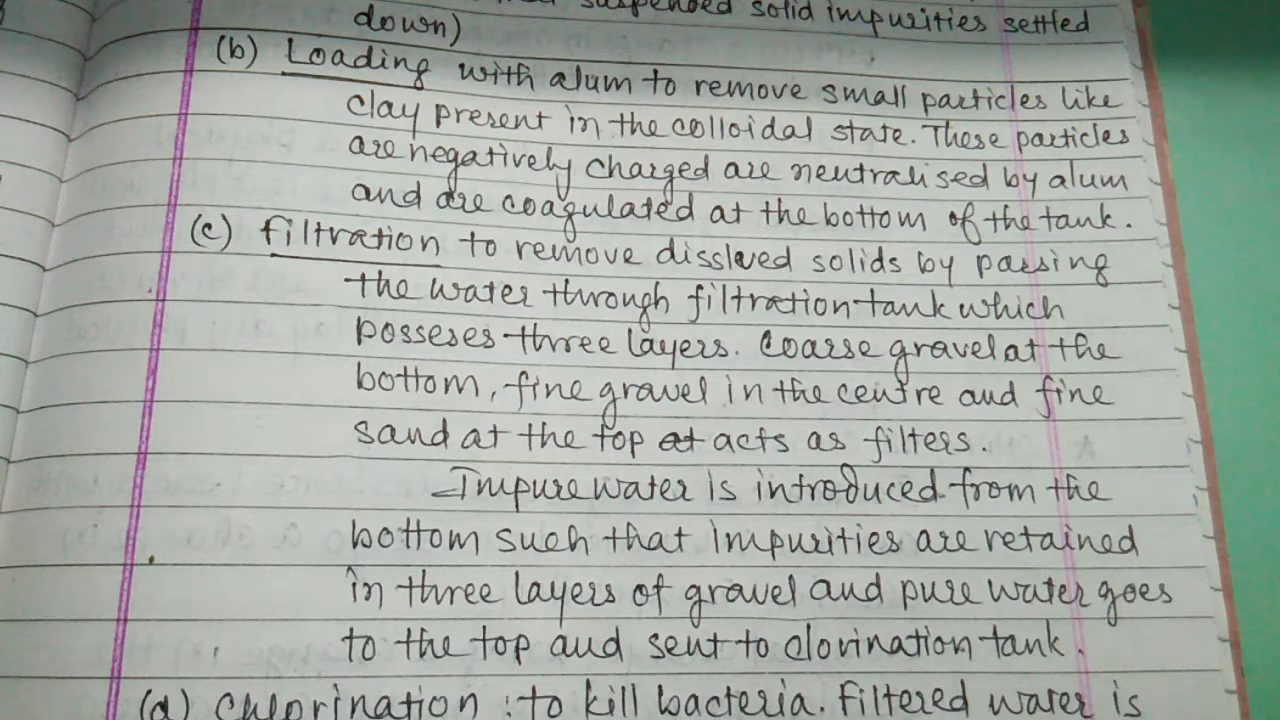 suspended solid impurities settled
down)
(b) Loading with alum to remove small particles like
clay present in the colloidal state. These particles
are negatively charged are neutralised by alum
and are coagulated at the bottom of the tank.
(c) filtration to remove disslved solids by passing
the water through filtration tank which
posseses three layers. Coarse gravel at the
bottom, fine gravel in the centre and fine
sand at the top at acts as filters.
Impure water is introduced from the
bottom such that impurities are retained
in three layers of gravel and pure water goes
to the top and sent to clorination tank.
(d) Chlorination : to kill bacteria. Filtered water is